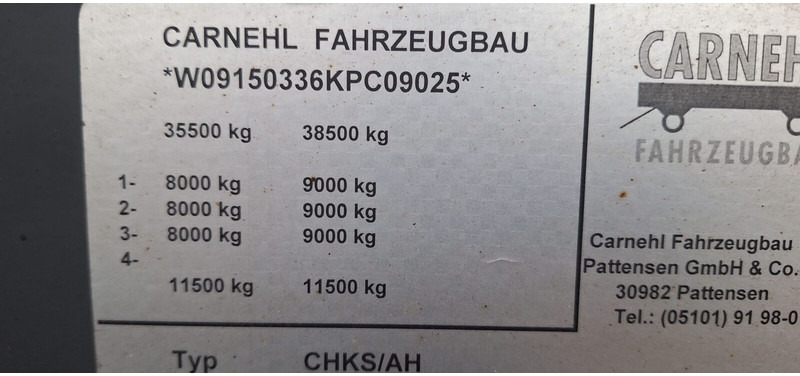 CARNEHL FAHRZEUGBAU
*W09150336KPC09025*
35500 kg 38500 kg
1- 8000 kg 9000 kg
2- 8000 kg 9000 kg
3- 8000 kg 9000 kg
4-
11500 kg 11500 kg
Typ CHKS/AH
CARNEH
FAHRZEUGBA
Carnehl Fahrzeugbau
Pattensen GmbH & Co.
30982 Pattensen
Tel.: (05101) 91 98-0